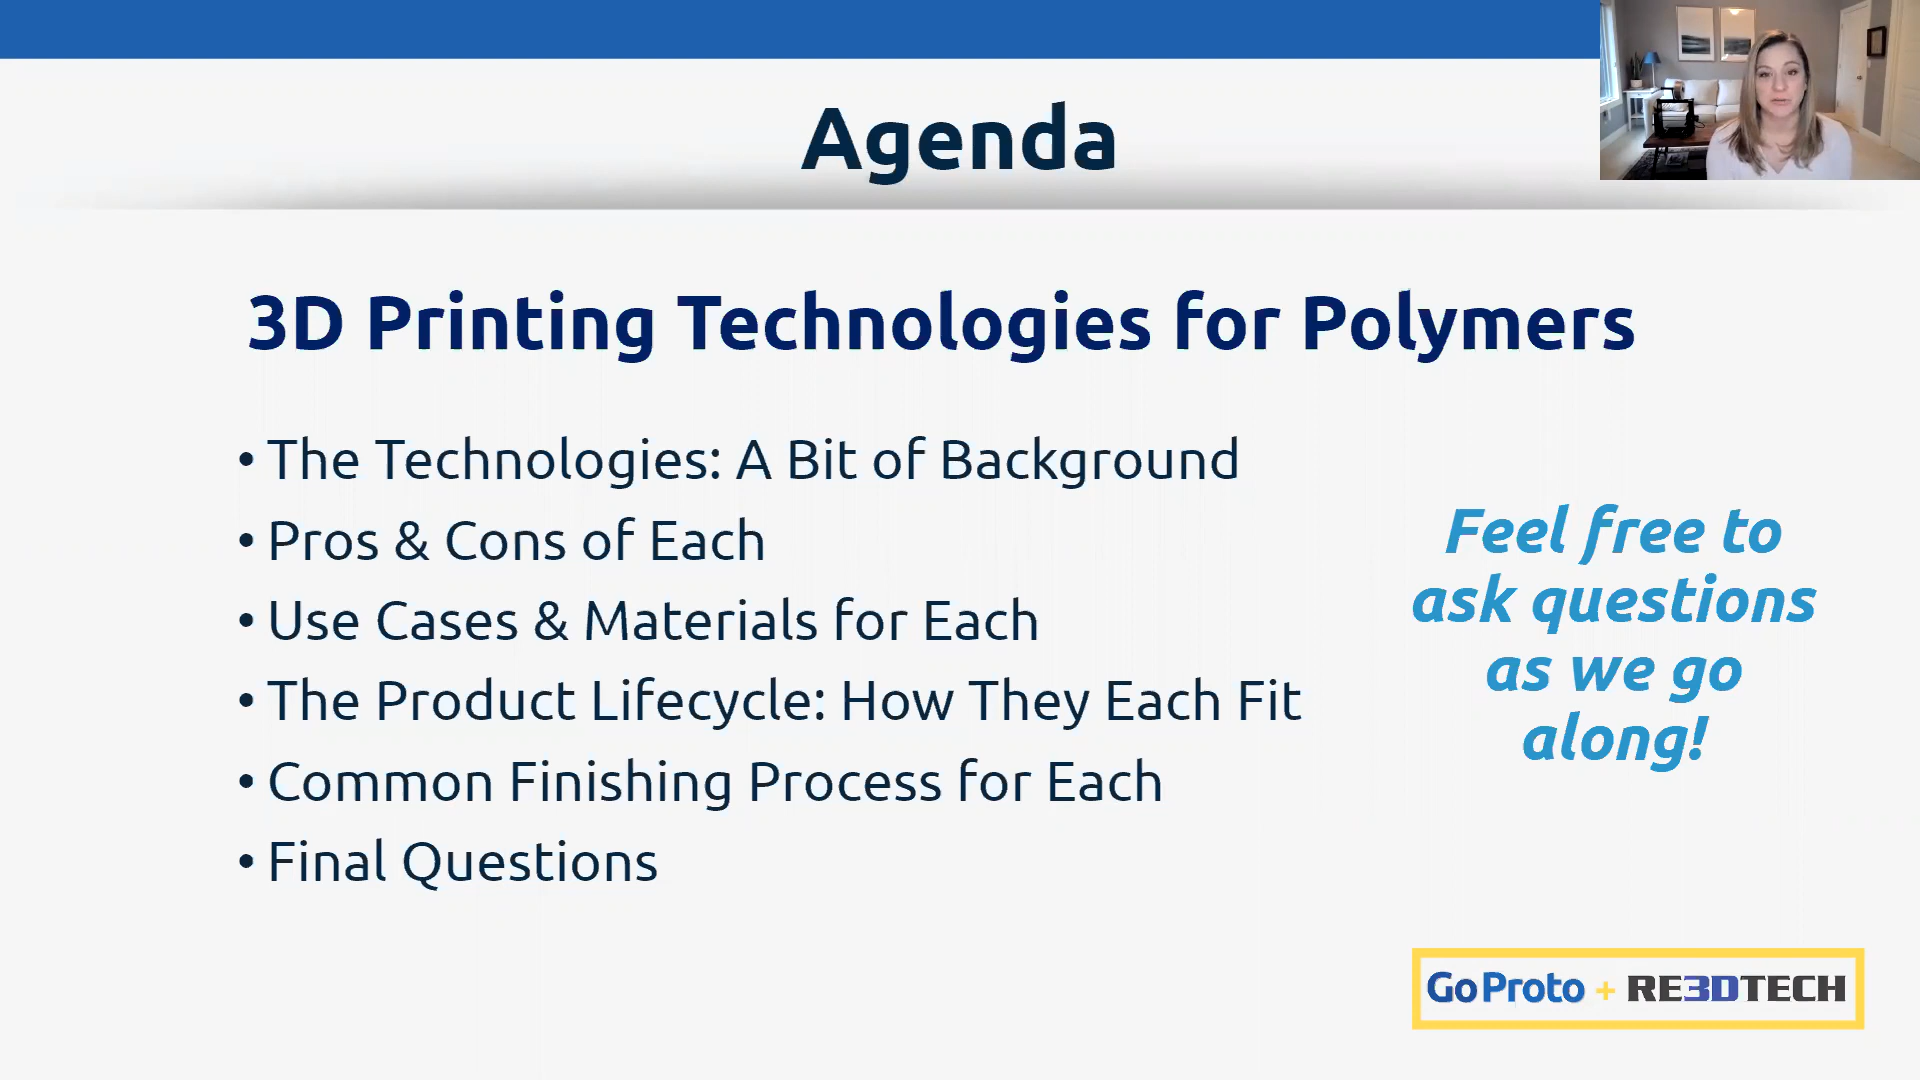 Agenda
3D Printing Technologies for Polymers
• The Technologies: A Bit of Background
• Pros & Cons of Each
• Use Cases & Materials for Each
• The Product Lifecycle: How They Each Fit
• Common Finishing Process for Each
• Final Questions
Feel free to
ask questions
as we go
along!
GoProto + RE3DTECH